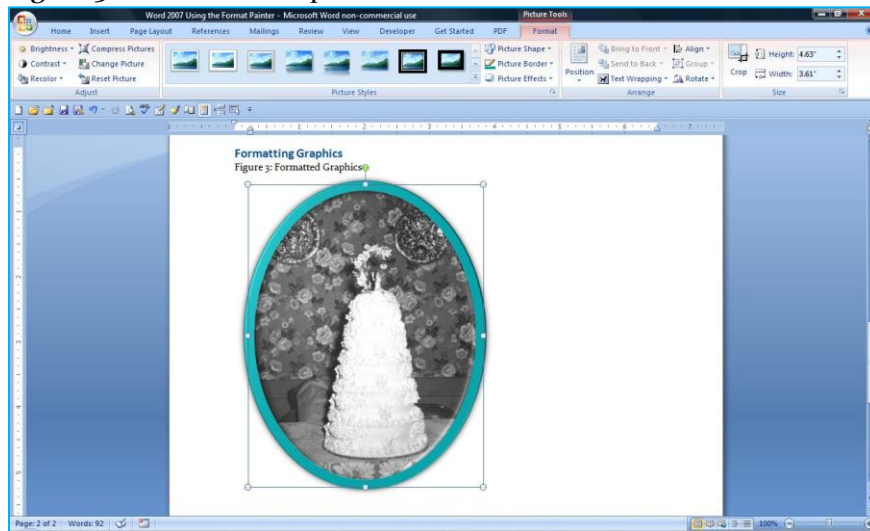 Word 2007 Using the Format Painter - Microsoft Word non-commercial use
Picture Tools
Home Insert Page Layout References Mailings Review View Developer Get Started PDF Format
Brightness Compress Pictures
Contrast Change Picture
Recolor Reset Picture
Adjust
Picture Styles
Picture Shape
Picture Border
Picture Effects
Position
Bring to Front
Send to Back
Text Wrapping
Align
Group
Rotate
Arrange
Crop
Height: 4.63"
Width: 3.61"
Size
Formatting Graphics
Figure 3: Formatted Graphics
Page: 2 of 2 Words: 92
100%